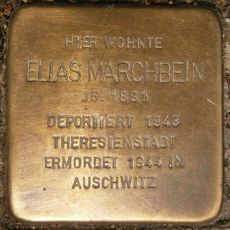 HIER WOHNTE
ELIAS MARCHBEIN
JG. 1891
DEPORTIERT 1943
THERESIENSTADT
ERMORDET 1944 IN
AUSCHWITZ